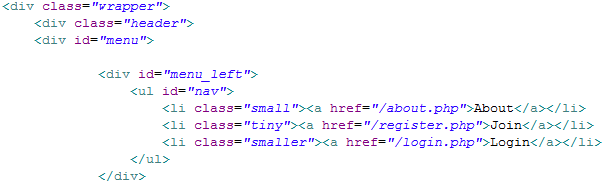 <div class="wrapper">
<div class="header">
<div id="menu">
<div id="menu_left">
<ul id="nav">
<li class="small"><a href="/about.php">About</a></li>
<li class="tiny"><a href="/register.php">Join</a></li>
<li class="smaller"><a href="/login.php">Login</a></li>
</ul>
</div>